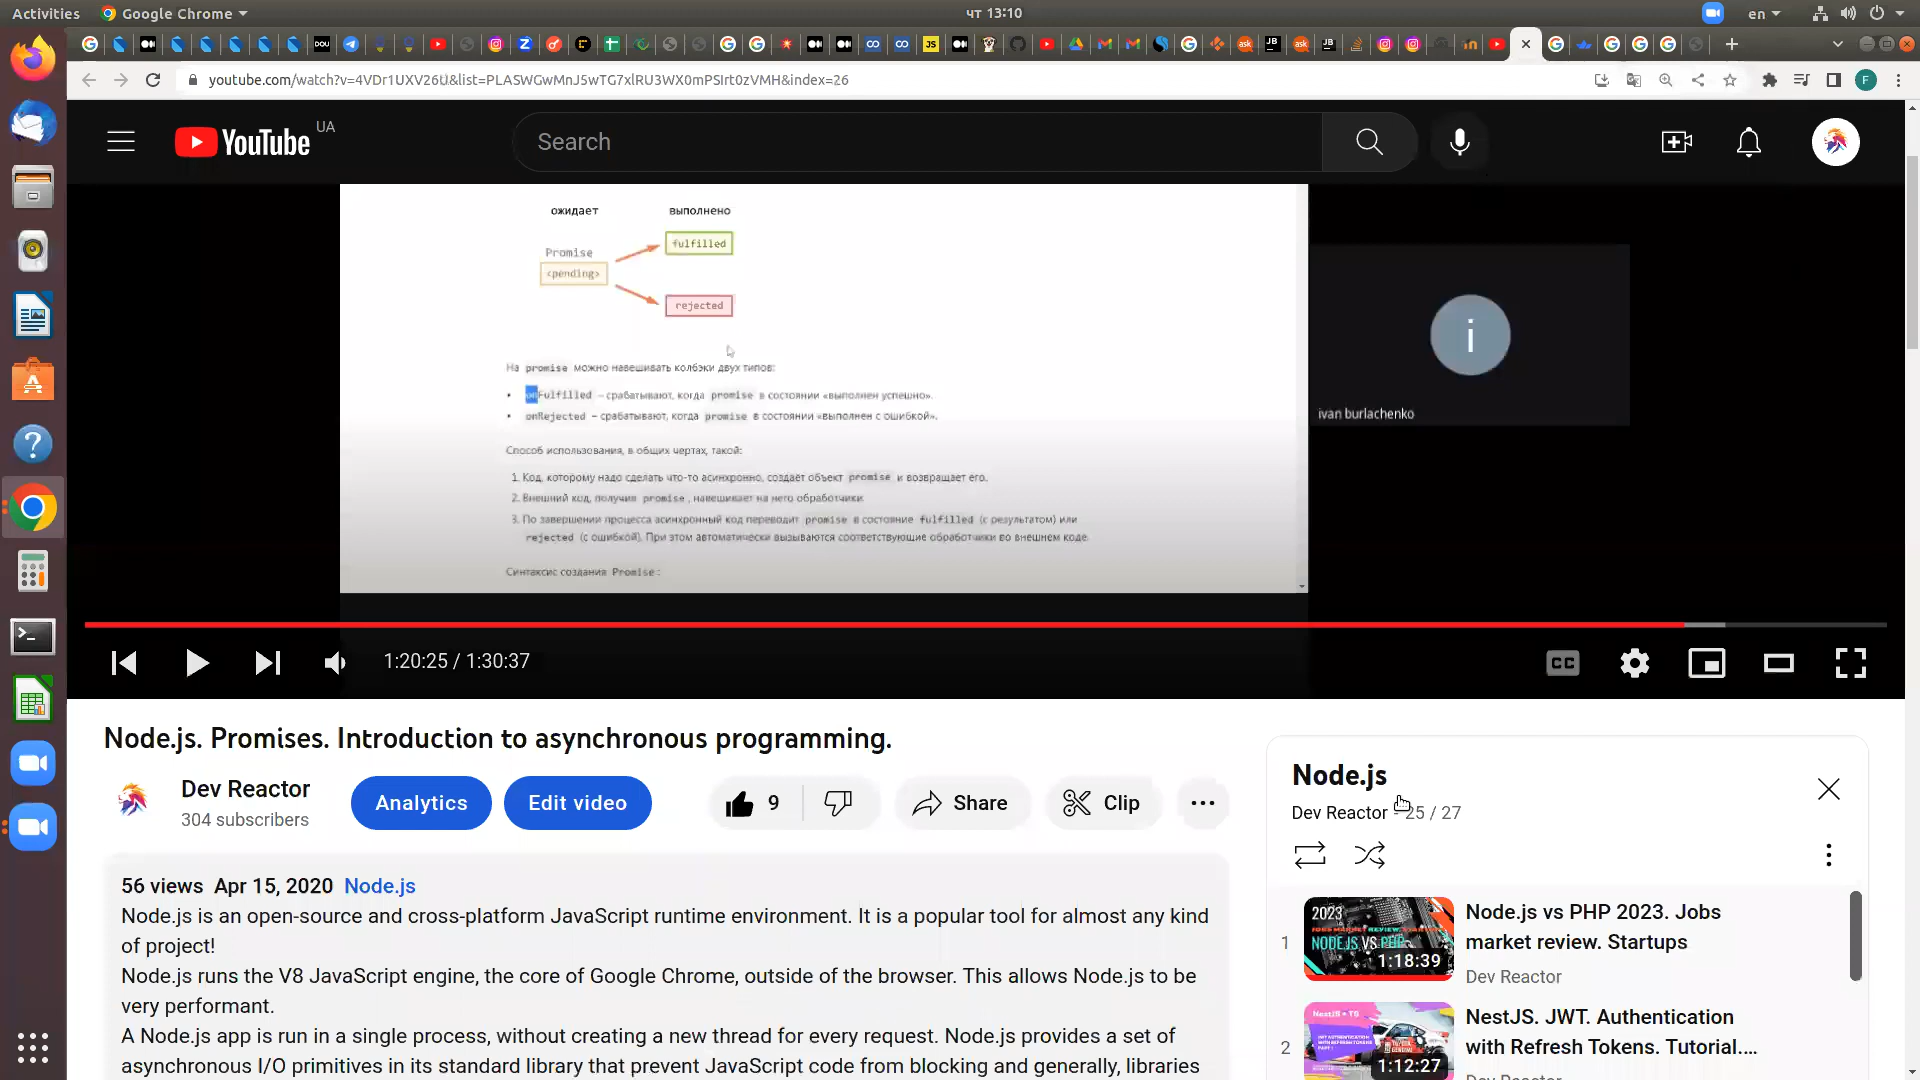 Activities Google Chrome чт 13:10 en
youtube.com/watch?v=4VDr1UXV26U&list=PLASWGwMnJ5wTG7xlRU3WX0mPSIrt0zVMH&index=26
YouTube UA Search
ожидает выполнено
Promise fulfilled
<pending>
rejected
На promise можно навешивать колбэки двух типов:
• onFulfilled – срабатывают, когда promise в состоянии «выполнен успешно».
• onRejected – срабатывают, когда promise в состоянии «выполнен с ошибкой».
Способ использования, в общих чертах, такой:
1. Код, которому надо сделать что-то асинхронно, создаёт объект promise и возвращает его.
2. Внешний код, получив promise, навешивает на него обработчики.
3. По завершении процесса асинхронный код переводит promise в состояние fulfilled (с результатом) или
rejected (с ошибкой). При этом автоматически вызываются соответствующие обработчики во внешнем коде.
Синтаксис создания Promise:
i
ivan burlachenko
1:20:25 / 1:30:37
CC
Node.js. Promises. Introduction to asynchronous programming.
Dev Reactor
304 subscribers
Analytics Edit video 9 Share Clip
56 views Apr 15, 2020 Node.js
Node.js is an open-source and cross-platform JavaScript runtime environment. It is a popular tool for almost any kind
of project!
Node.js runs the V8 JavaScript engine, the core of Google Chrome, outside of the browser. This allows Node.js to be
very performant.
A Node.js app is run in a single process, without creating a new thread for every request. Node.js provides a set of
asynchronous I/O primitives in its standard library that prevent JavaScript code from blocking and generally, libraries
Node.js
Dev Reactor - 25 / 27
1
2023
NODE.JS VS PHP
1:18:39
Node.js vs PHP 2023. Jobs
market review. Startups
Dev Reactor
2
NestJS + TS
1:12:27
NestJS. JWT. Authentication
with Refresh Tokens. Tutorial....
Dev Reactor